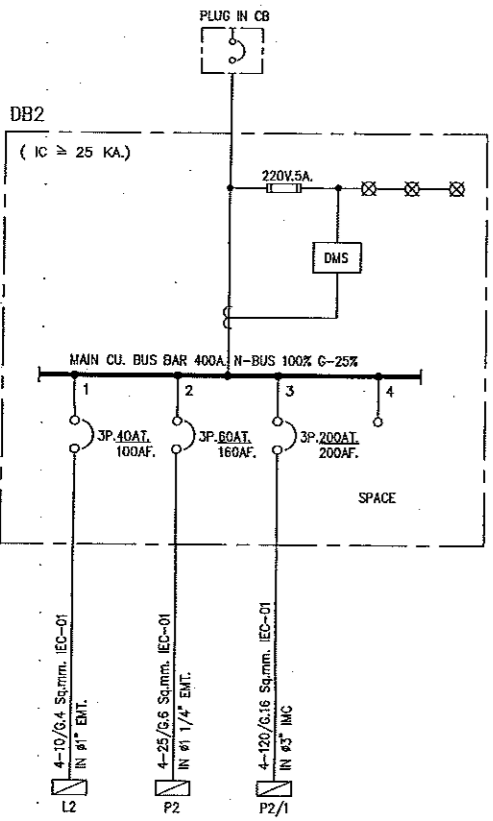 PLUG IN CB
DB2
( IC ≥ 25 KA.)
220V.5A.
DMS
MAIN CU. BUS BAR 400A. N-BUS 100% G-25%
1
2
3
4
3P.40AT.
100AF.
3P.60AT.
160AF.
3P.200AT.
200AF.
SPACE
4-10/G.4 Sq.mm. IEC-01
IN ø1" EMT.
4-25/G.6 Sq.mm. IEC-01
IN ø1 1/4" EMT.
4-120/G.16 Sq.mm. IEC-01
IN ø3" IMC
L2
P2
P2/1